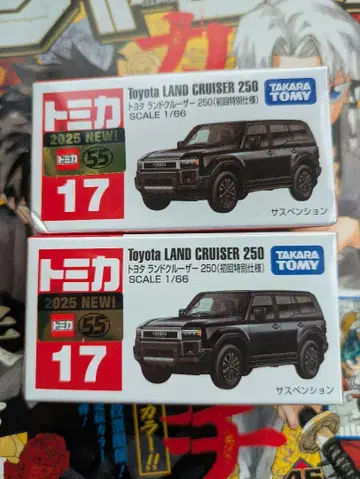 トミカ
2025 NEW!
トミカ 55
17
Toyota LAND CRUISER 250
トヨタ ランドクルーザー 250(初回特別仕様)
SCALE 1/66
TAKARA TOMY
サスペンション
トミカ
2025 NEW!
トミカ 55
17
Toyota LAND CRUISER 250
トヨタ ランドクルーザー 250(初回特別仕様)
SCALE 1/66
TAKARA TOMY
サスペンション
カラー!!